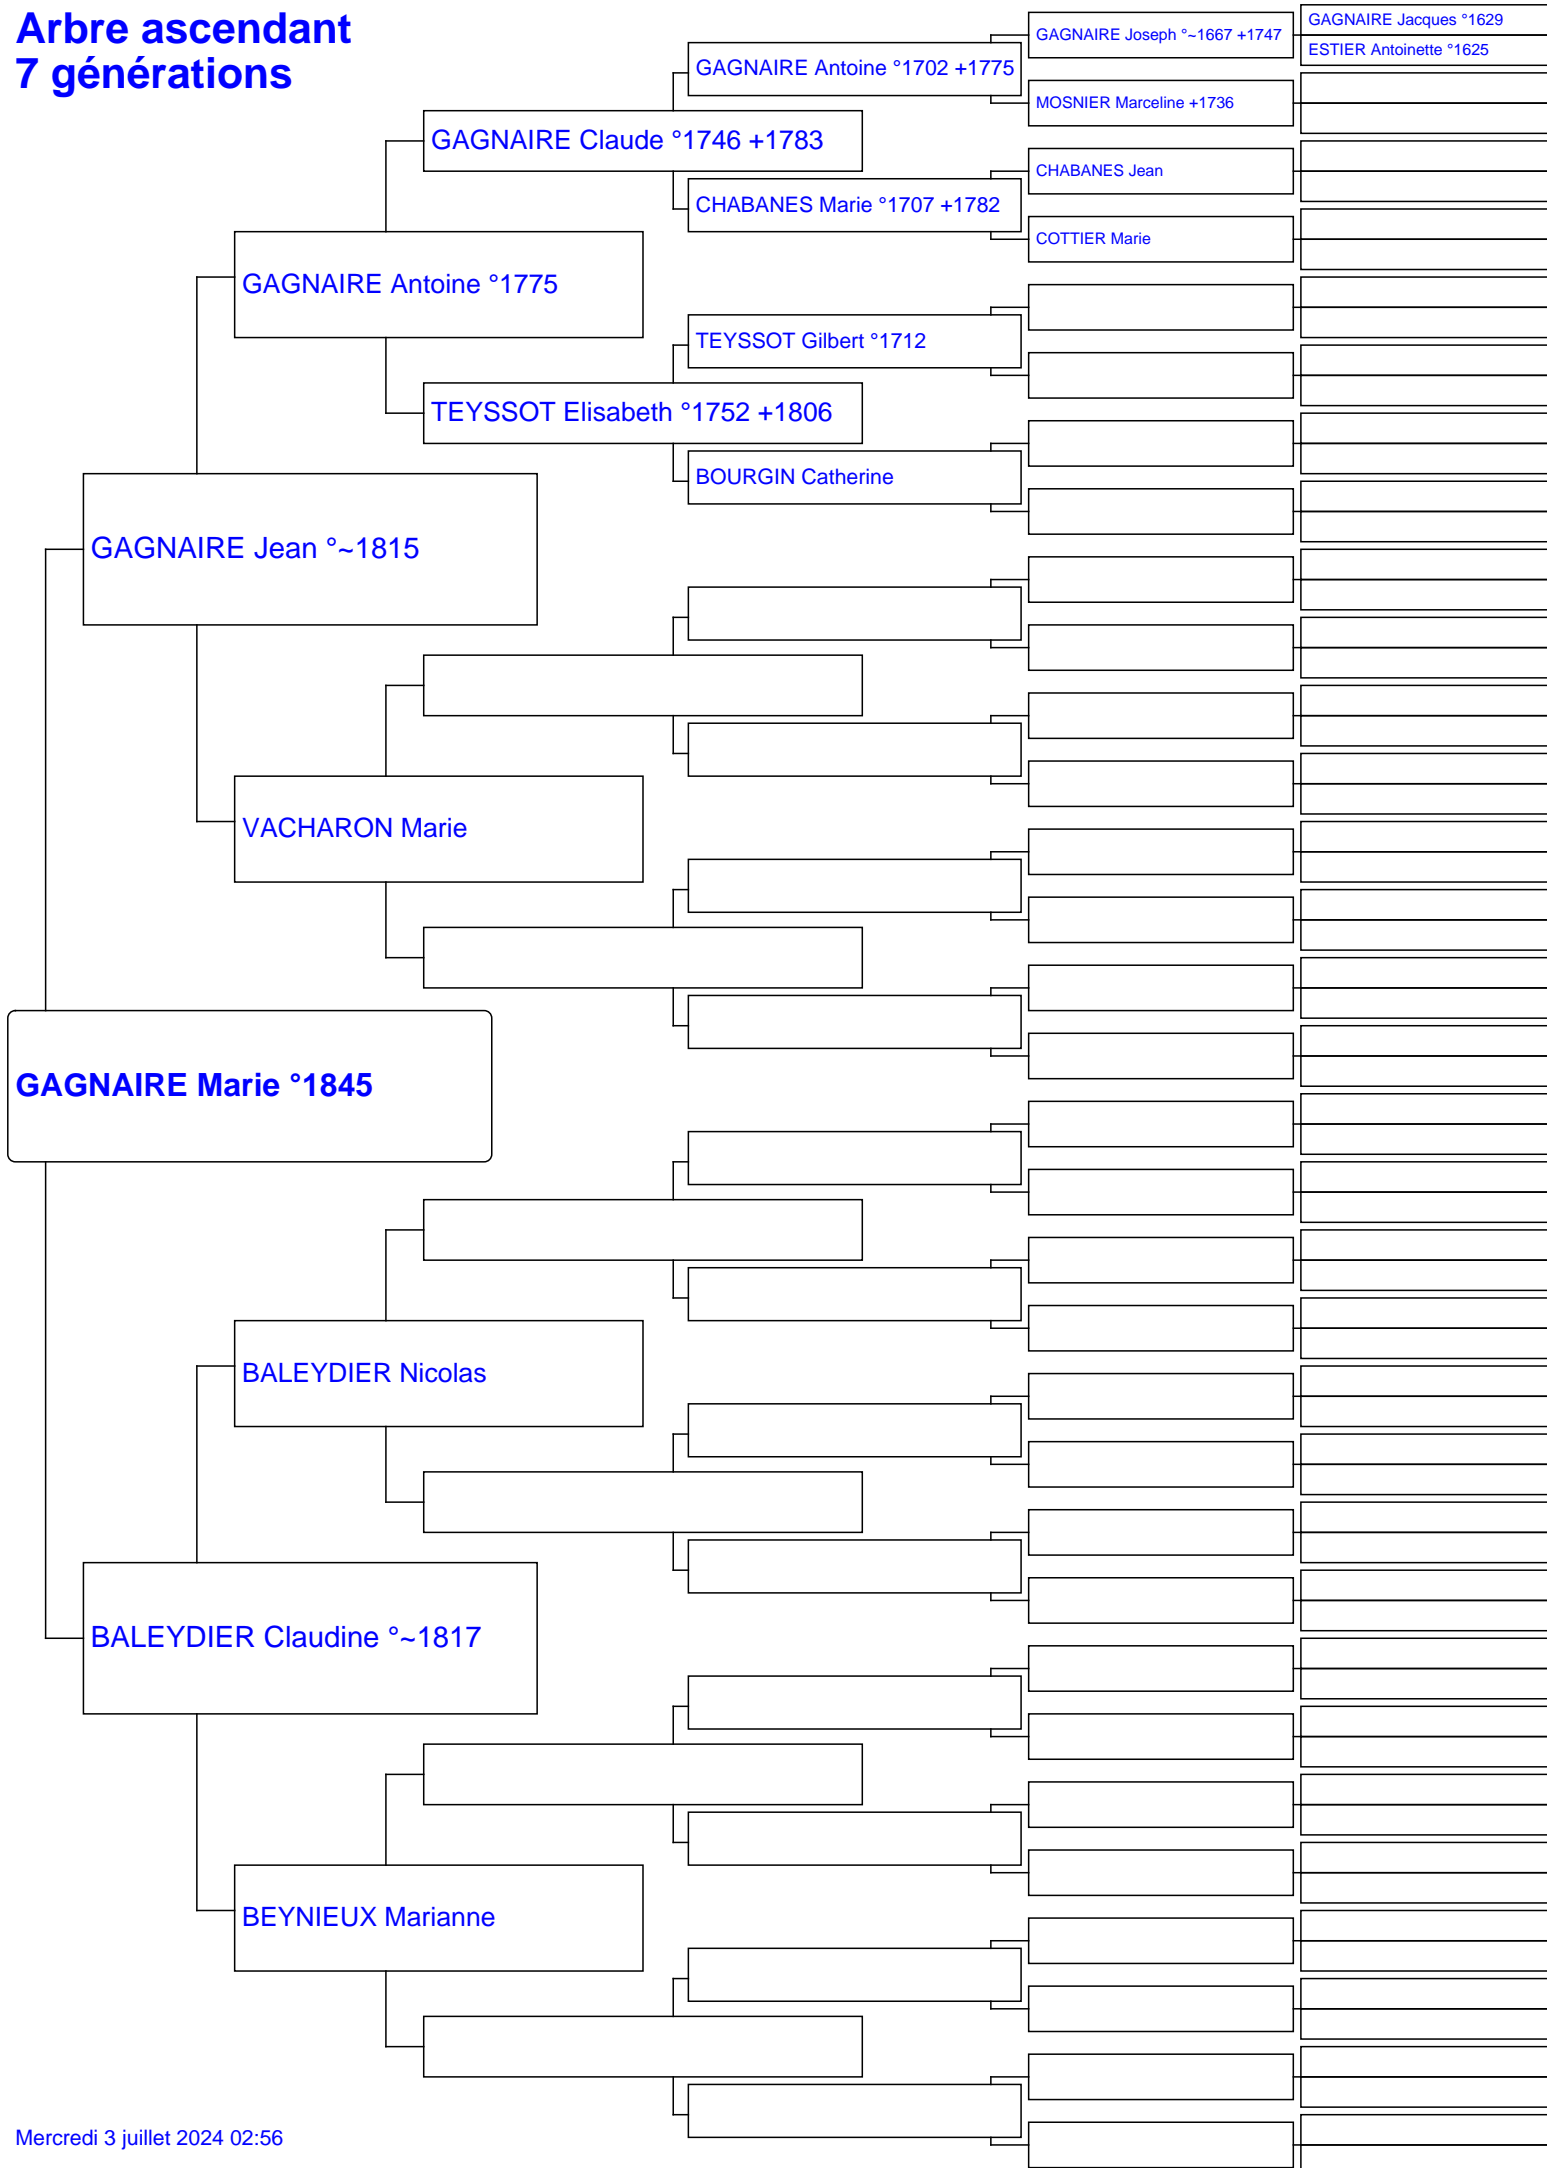 Arbre ascendant
7 générations
GAGNAIRE Joseph °~1667 +1747
GAGNAIRE Jacques °1629
ESTIER Antoinette °1625
GAGNAIRE Antoine °1702 +1775
MOSNIER Marceline +1736
GAGNAIRE Claude °1746 +1783
CHABANES Jean
CHABANES Marie °1707 +1782
COTTIER Marie
GAGNAIRE Antoine °1775
TEYSSOT Gilbert °1712
TEYSSOT Elisabeth °1752 +1806
BOURGIN Catherine
GAGNAIRE Jean °~1815
VACHARON Marie
GAGNAIRE Marie °1845
BALEYDIER Nicolas
BALEYDIER Claudine °~1817
BEYNIEUX Marianne
Mercredi 3 juillet 2024 02:56